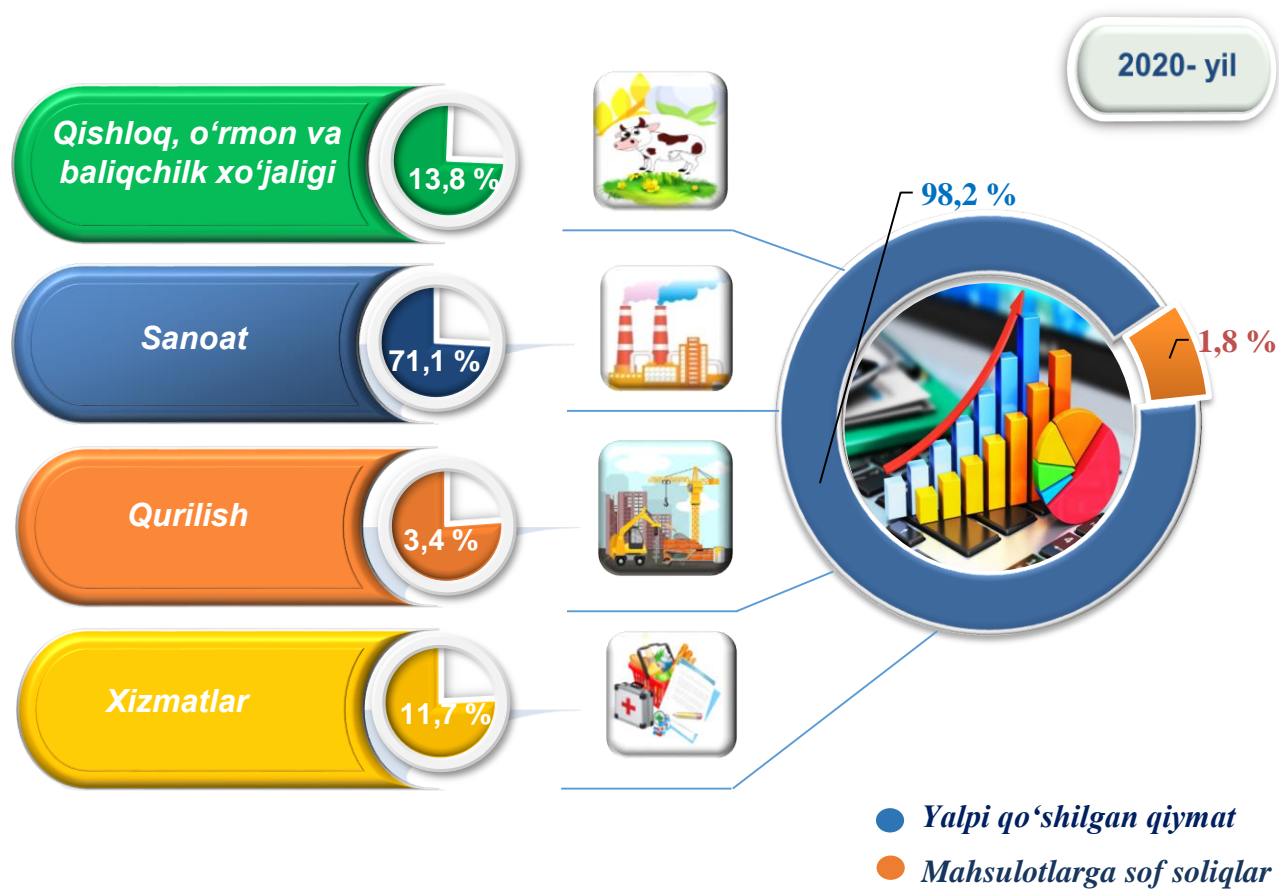 2020- yil
Qishloq, o‘rmon va
baliqchilk xo‘jaligi
13,8 %
Sanoat
71,1 %
Qurilish
3,4 %
Xizmatlar
11,7 %
98,2 %
1,8 %
Yalpi qo‘shilgan qiymat
Mahsulotlarga sof soliqlar